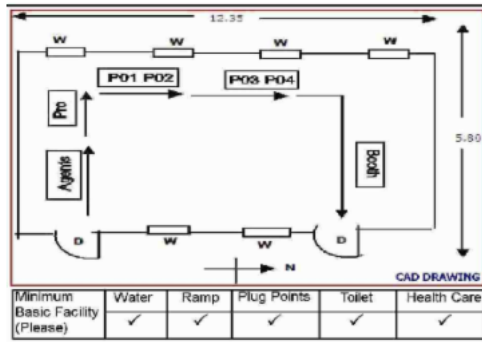 12.35
W W W W
P01 P02 P03 P04
Pro
5.80
Agents
Booth
D W W D
N
CAD DRAWING
Minimum Basic Facility (Please) Water Ramp Plug Points Toilet Health Care
✓ ✓ ✓ ✓ ✓